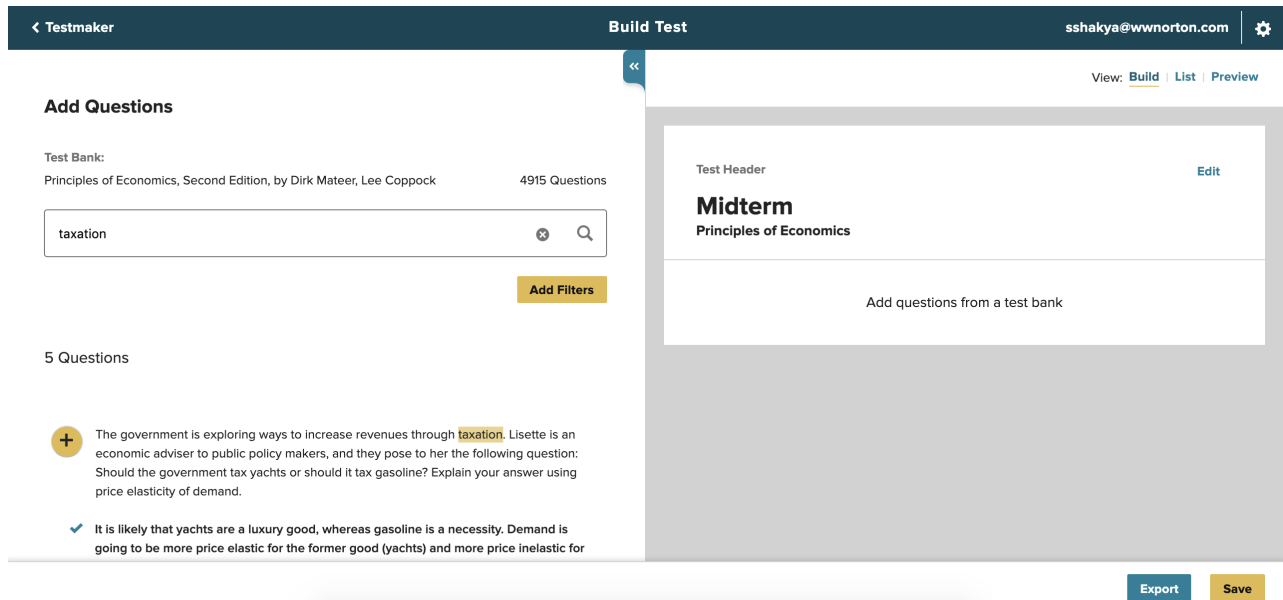 Testmaker
Build Test
sshakya@wwnorton.com
«
View: Build | List | Preview
Add Questions
Test Bank:
Principles of Economics, Second Edition, by Dirk Mateer, Lee Coppock
4915 Questions
taxation
Add Filters
5 Questions
The government is exploring ways to increase revenues through taxation. Lisette is an
economic adviser to public policy makers, and they pose to her the following question:
Should the government tax yachts or should it tax gasoline? Explain your answer using
price elasticity of demand.
It is likely that yachts are a luxury good, whereas gasoline is a necessity. Demand is
going to be more price elastic for the former good (yachts) and more price inelastic for
Test Header
Edit
Midterm
Principles of Economics
Add questions from a test bank
Export
Save